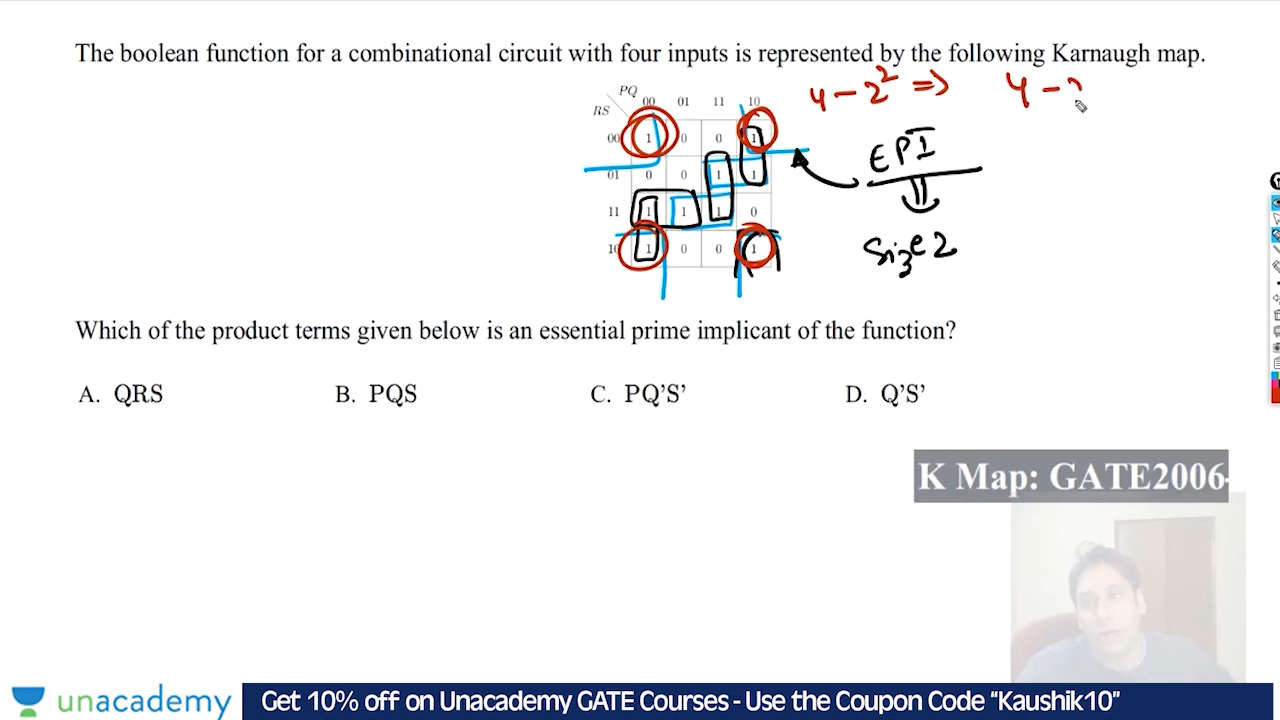 The boolean function for a combinational circuit with four inputs is represented by the following Karnaugh map.
4 - 2² ⇒ 4 -
PQ
RS
00 01 11 10
00 1 0 0 1
01 0 0 1 1
11 1 1 1 0
10 1 0 0 1
EPI
Size 2
Which of the product terms given below is an essential prime implicant of the function?
A. QRS B. PQS C. PQ'S' D. Q'S'
K Map: GATE2006-
unacademy
Get 10% off on Unacademy GATE Courses - Use the Coupon Code "Kaushik10"